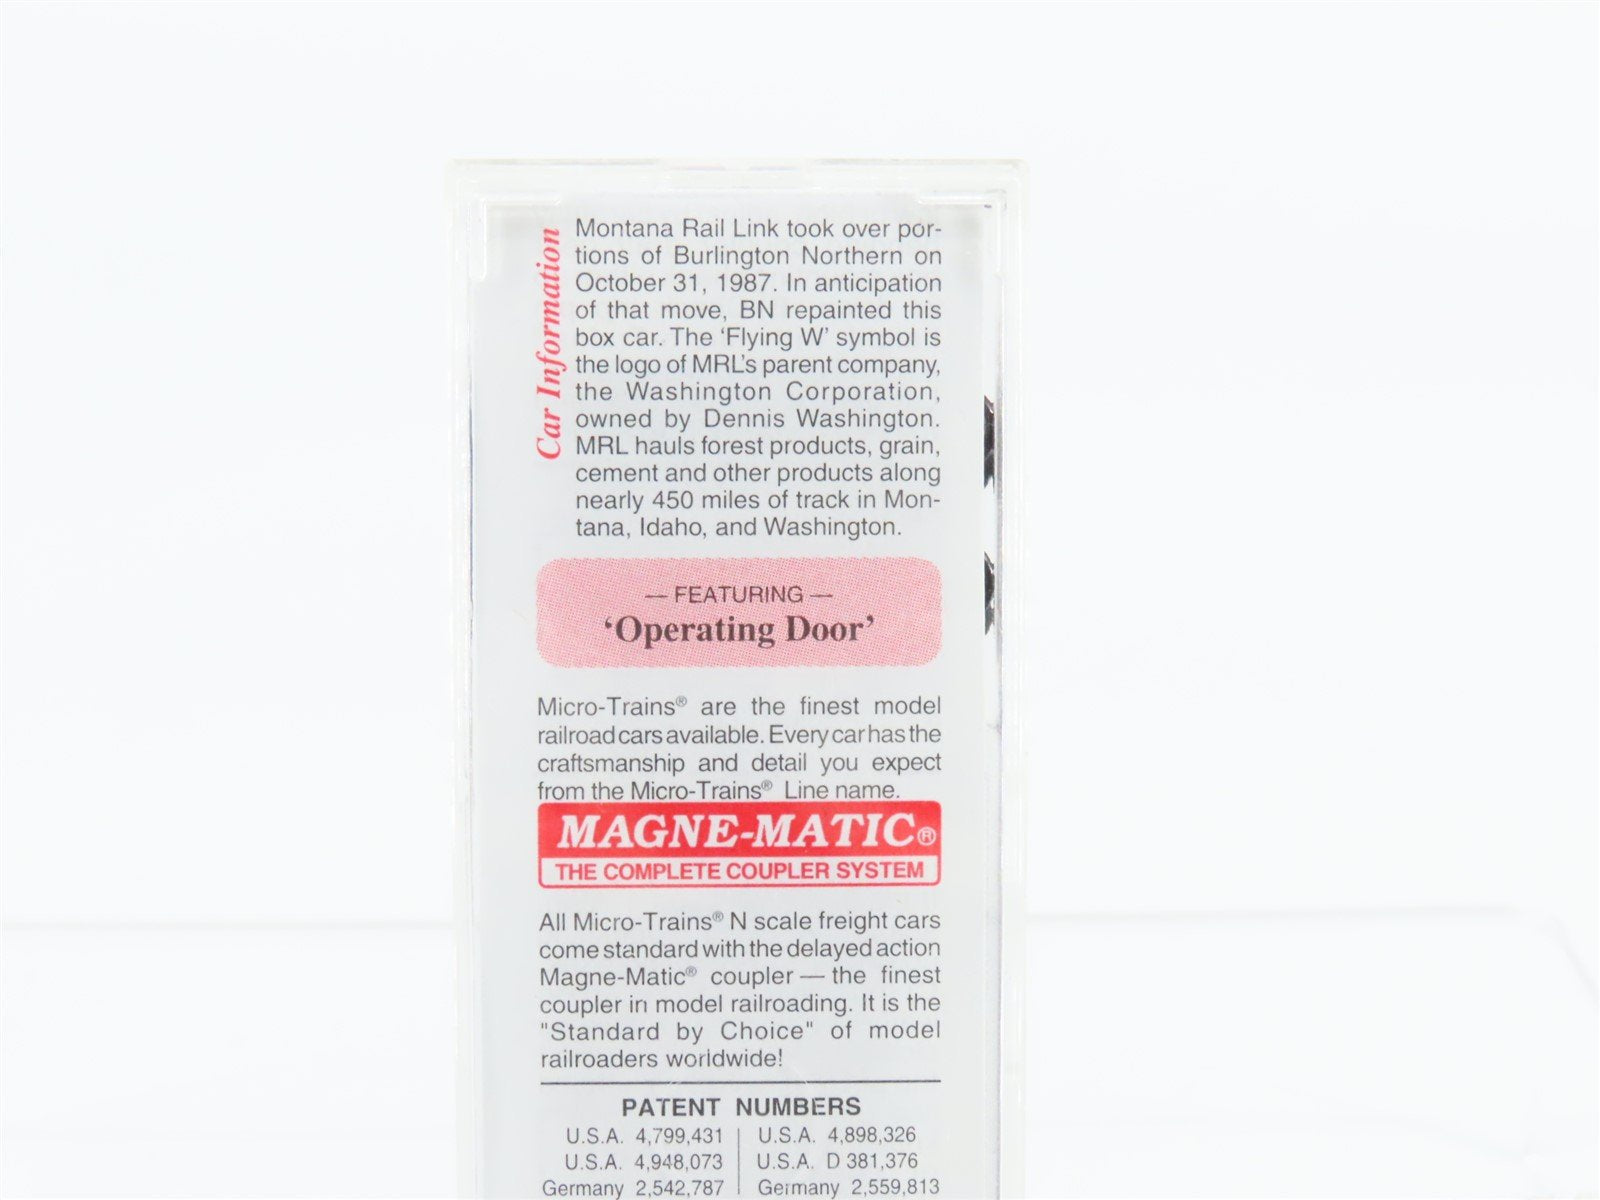 Car Information
Montana Rail Link took over por-
tions of Burlington Northern on
October 31, 1987. In anticipation
of that move, BN repainted this
box car. The ‘Flying W’ symbol is
the logo of MRL's parent company,
the Washington Corporation,
owned by Dennis Washington.
MRL hauls forest products, grain,
cement and other products along
nearly 450 miles of track in Mon-
tana, Idaho, and Washington.
— FEATURING —
‘Operating Door’
Micro-Trains® are the finest model
railroad cars available. Every car has the
craftsmanship and detail you expect
from the Micro-Trains® Line name.
MAGNE-MATIC®
THE COMPLETE COUPLER SYSTEM
All Micro-Trains® N scale freight cars
come standard with the delayed action
Magne-Matic® coupler — the finest
coupler in model railroading. It is the
"Standard by Choice" of model
railroaders worldwide!
PATENT NUMBERS
U.S.A. 4,799,431 | U.S.A. 4,898,326
U.S.A. 4,948,073 | U.S.A. D 381,376
Germany 2,542,787 | Germany 2,559,813